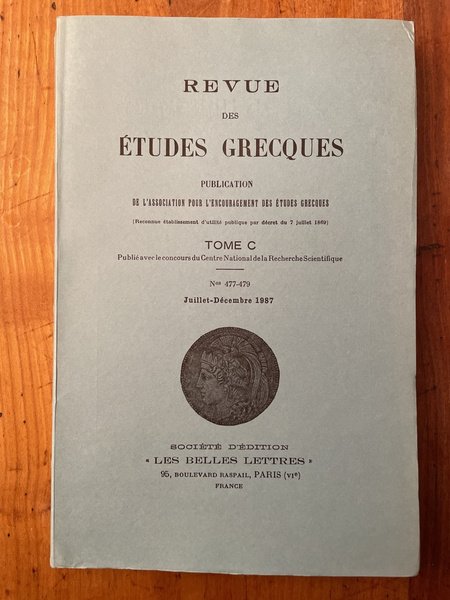 REVUE
DES
ÉTUDES GRECQUES
PUBLICATION
DE L'ASSOCIATION POUR L'ENCOURAGEMENT DES ÉTUDES GRECQUES
(Reconnue établissement d'utilité publique par décret du 7 juillet 1869)
TOME C
Publié avec le concours du Centre National de la Recherche Scientifique
Nos 477-479
Juillet-Décembre 1987
SOCIÉTÉ D'ÉDITION
« LES BELLES LETTRES »
95, BOULEVARD RASPAIL, PARIS (VIe)
FRANCE